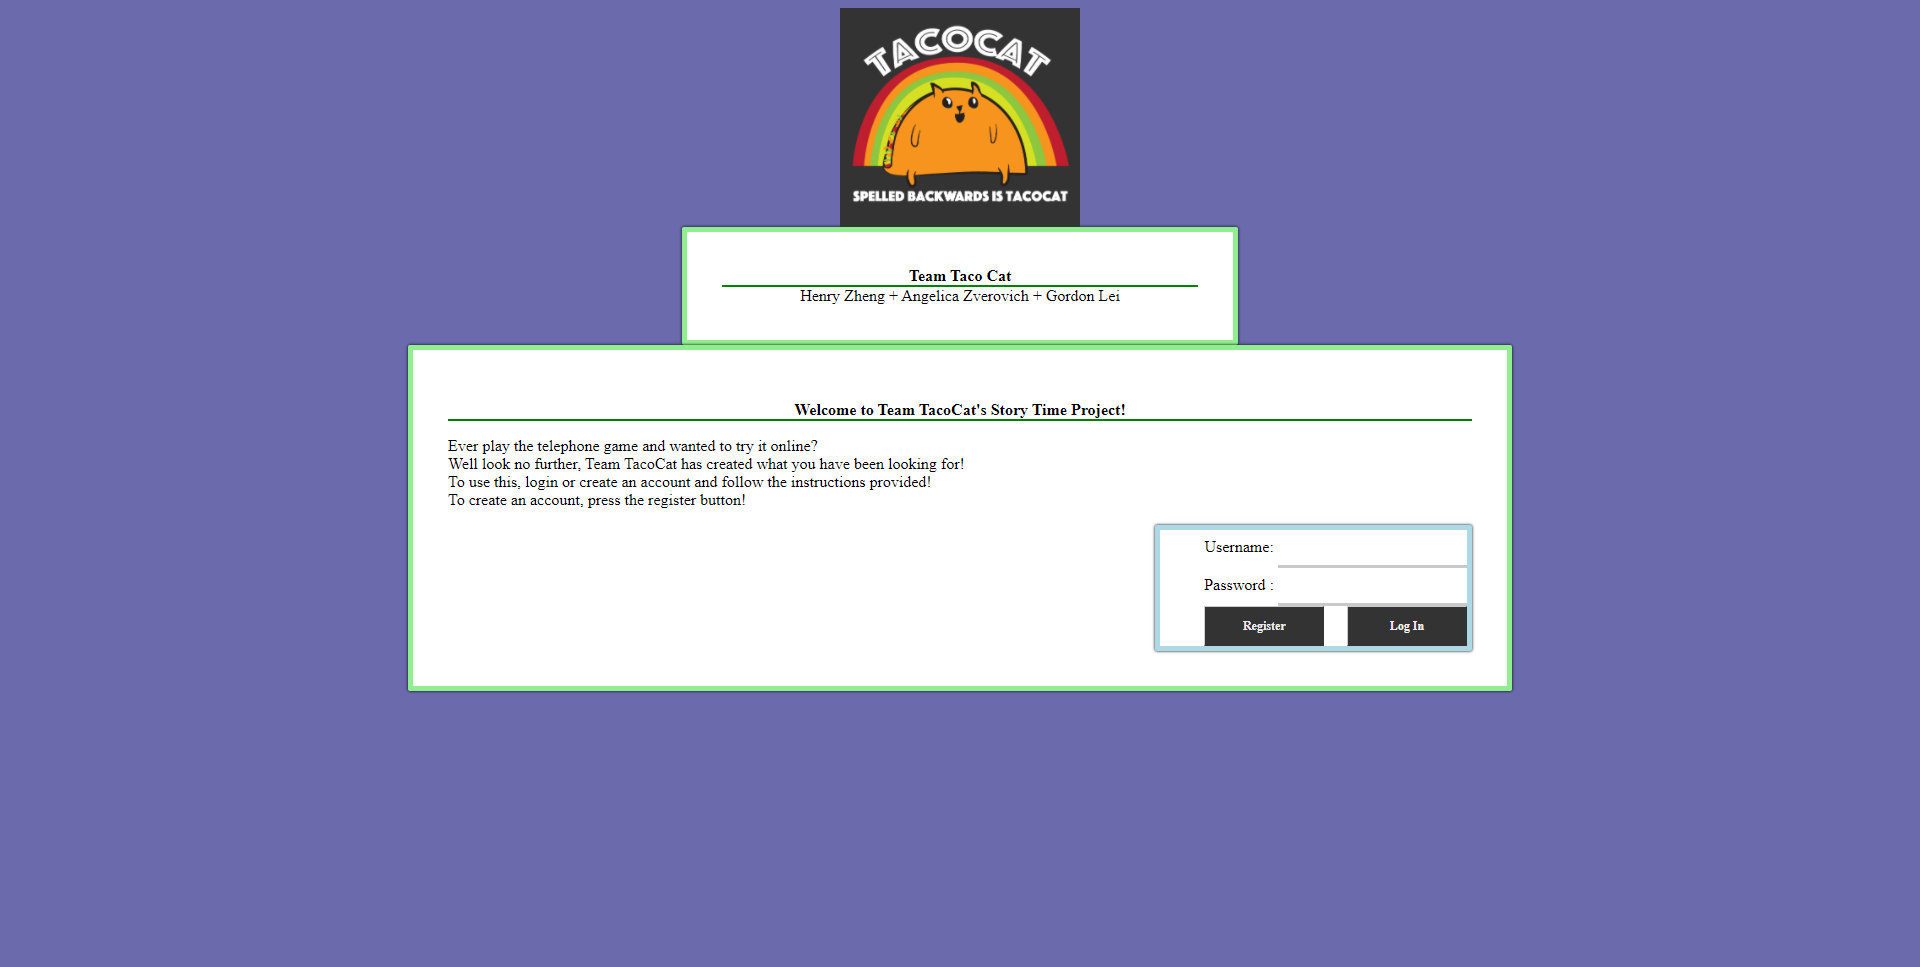 TACOCAT
SPELLED BACKWARDS IS TACOCAT
Team Taco Cat
Henry Zheng + Angelica Zverovich + Gordon Lei
Welcome to Team TacoCat's Story Time Project!
Ever play the telephone game and wanted to try it online?
Well look no further, Team TacoCat has created what you have been looking for!
To use this, login or create an account and follow the instructions provided!
To create an account, press the register button!
Username:
Password :
Register Log In